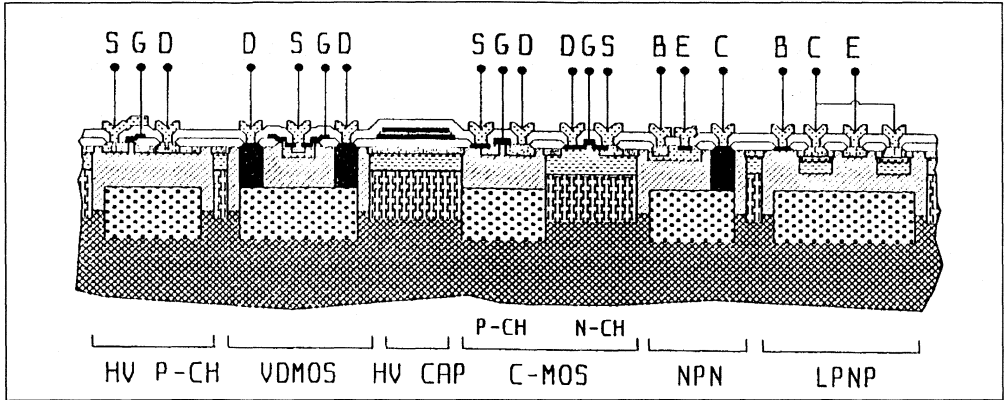 S G D D S G D S G D D G S B E C B C E
P-CH N-CH
HV P-CH VDMOS HV CAP C-MOS NPN LPNP